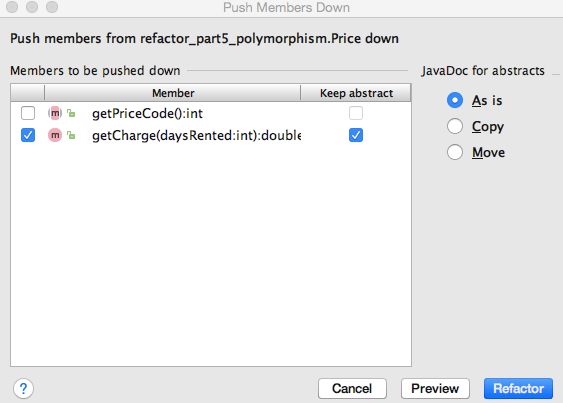 Push Members Down
Push members from refactor_part5_polymorphism.Price down
Members to be pushed down
JavaDoc for abstracts
Member
Keep abstract
m
getPriceCode():int
m
getCharge(daysRented:int):double
As is
Copy
Move
?
Cancel
Preview
Refactor